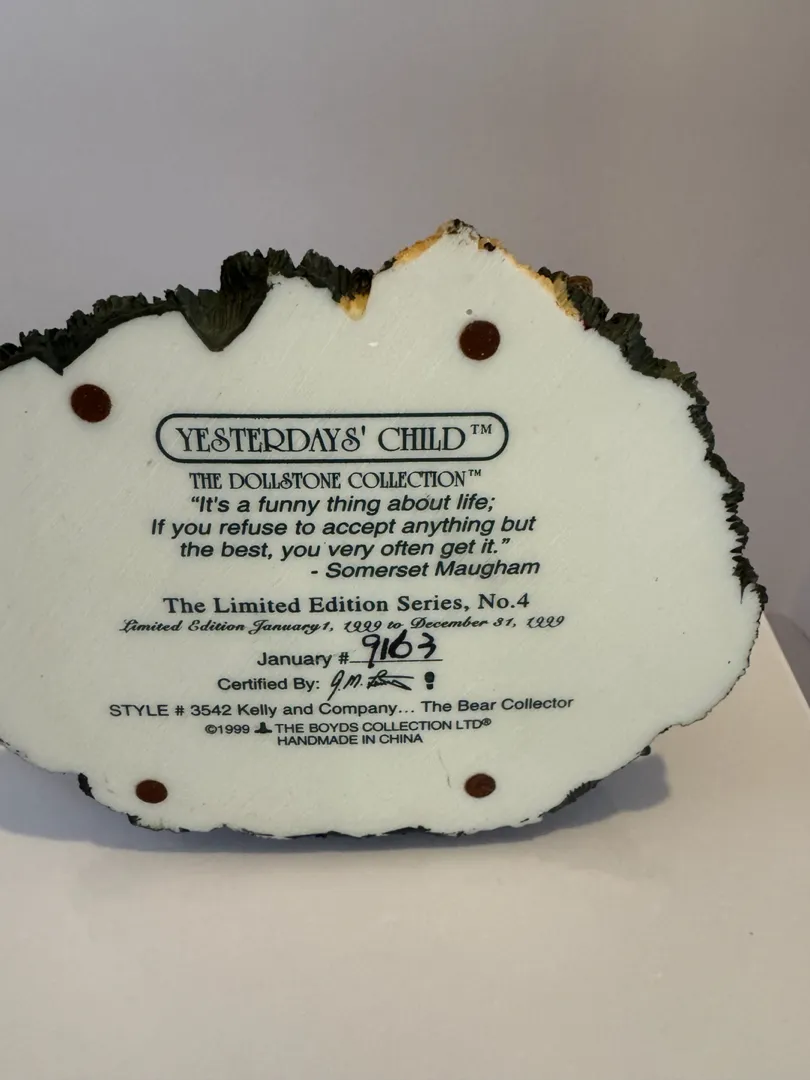 YESTERDAYS' CHILD™
THE DOLLSTONE COLLECTION™
“It's a funny thing about life;
If you refuse to accept anything but
the best, you very often get it.”
- Somerset Maugham
The Limited Edition Series, No.4
Limited Edition January 1, 1999 to December 31, 1999
January # 9163
Certified By: G.M.
STYLE # 3542 Kelly and Company... The Bear Collector
©1999 THE BOYDS COLLECTION LTD®
HANDMADE IN CHINA